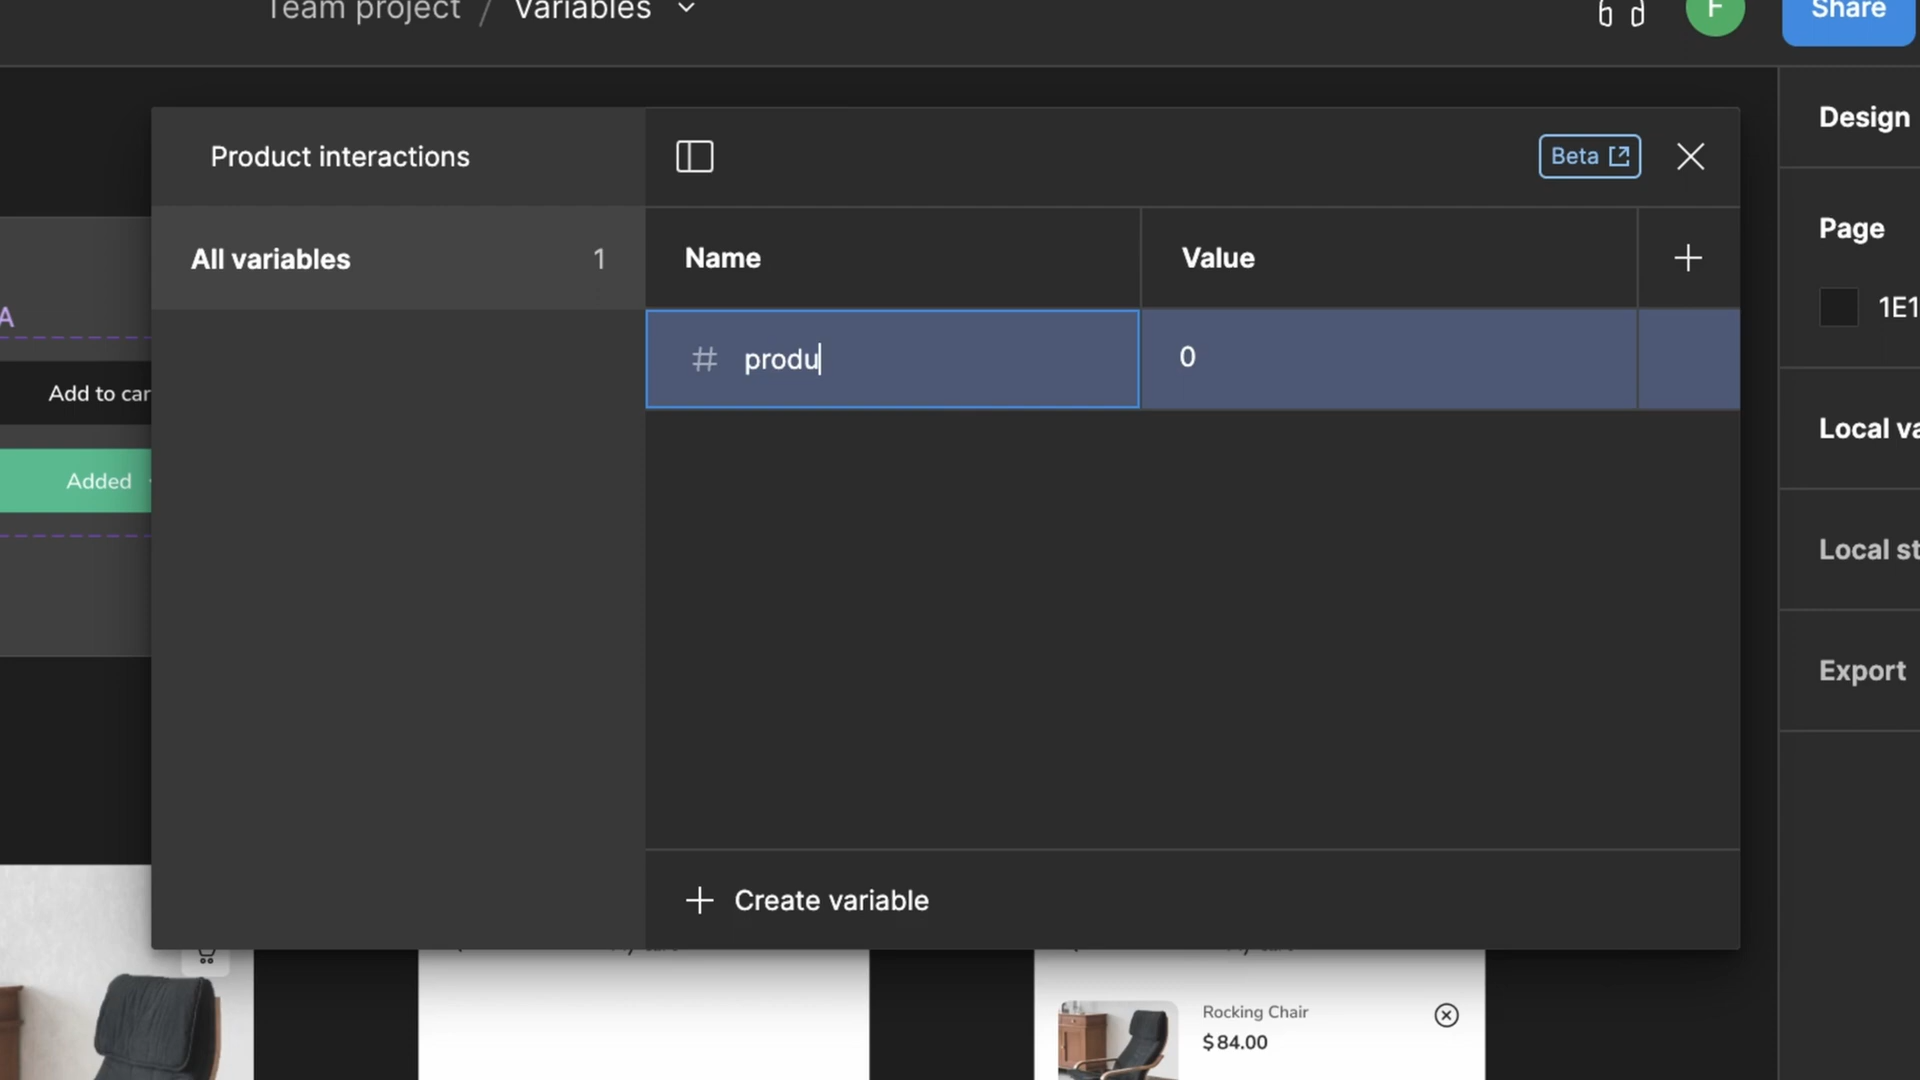 Team project / Variables
F
Share
Product interactions
Beta
Design
All variables 1
Name
Value
Page
1E1
A
# produ
0
Add to car
Local va
Added
Local st
Export
Create variable
Rocking Chair
$84.00